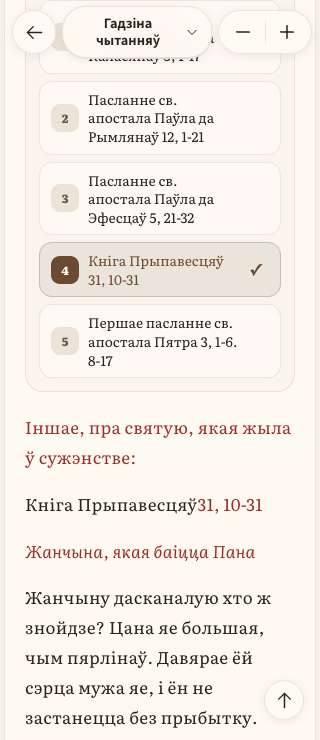 Гадзіна
чытанняў
1-17
2
Пасланне св.
апостала Паўла да
Рымлянаў 12, 1-21
3
Пасланне св.
апостала Паўла да
Эфесцаў 5, 21-32
4
Кніга Прыпавесцяў
31, 10-31
5
Першае пасланне св.
апостала Пятра 3, 1-6.
8-17
Іншае, пра святую, якая жыла
ў сужэнстве:
Кніга Прыпавесцяў31, 10-31
Жанчына, якая баіцца Пана
Жанчыну дасканалую хто ж
знойдзе? Цана яе большая,
чым пярлінаў. Давярае ёй
сэрца мужа яе, і ён не
застанецца без прыбытку.